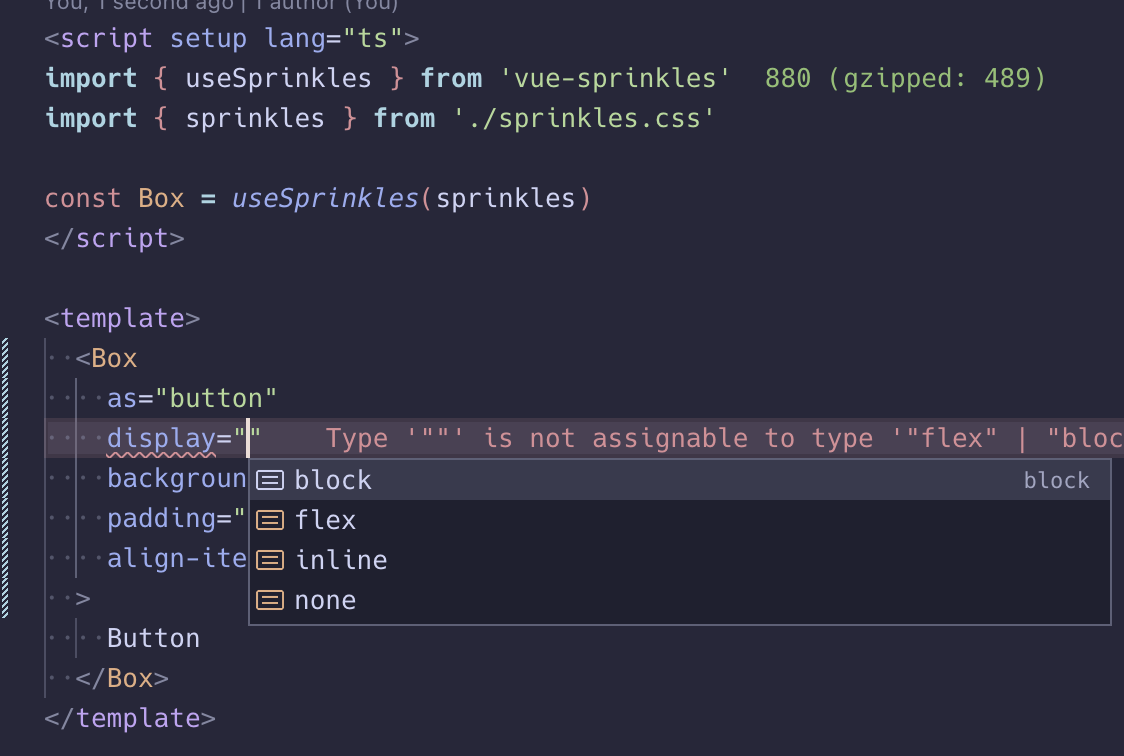 You, 1 second ago | 1 author (You)
<script setup lang="ts">
import { useSprinkles } from 'vue-sprinkles' 880 (gzipped: 489)
import { sprinkles } from './sprinkles.css'
const Box = useSprinkles(sprinkles)
</script>
<template>
<Box
as="button"
display="" Type '""' is not assignable to type '"flex" | "bloc
backgroun
block block
padding="
flex
align-ite
inline
none
>
Button
</Box>
</template>